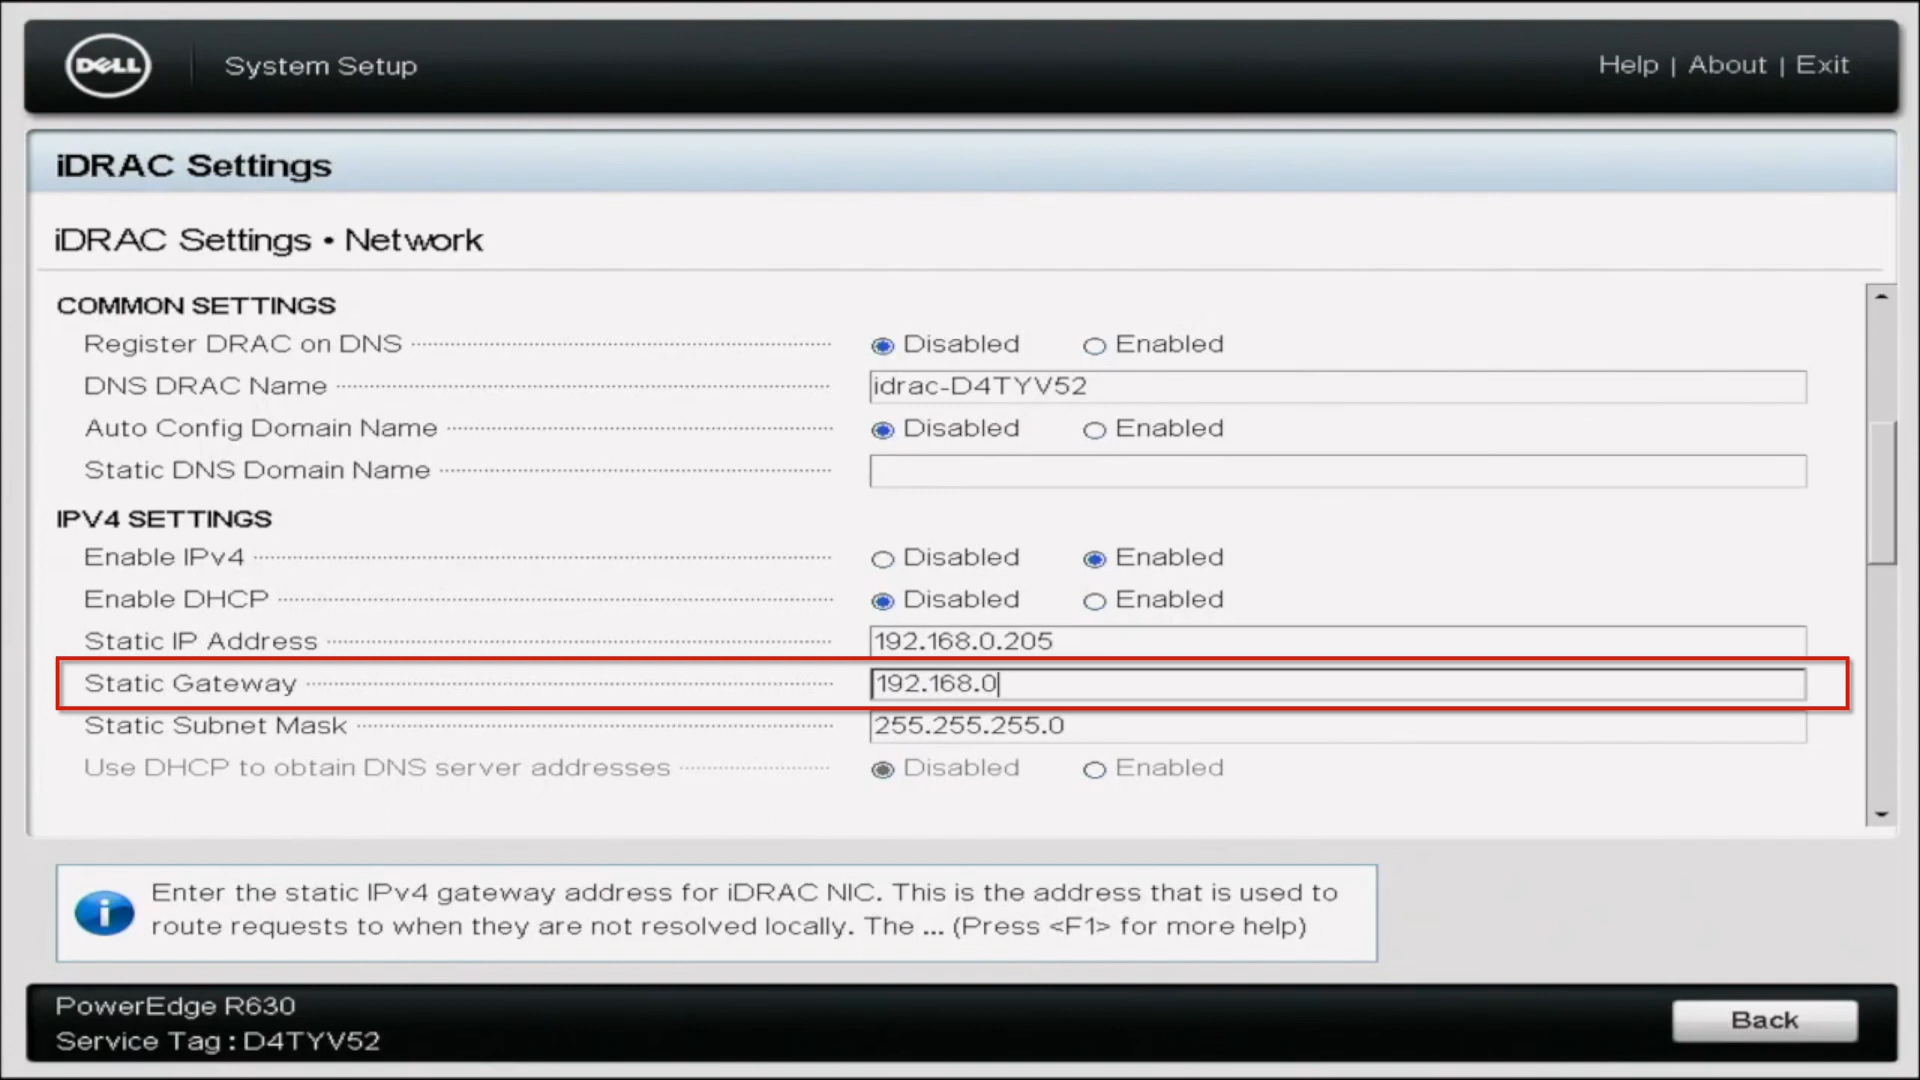 DELL System Setup Help | About | Exit
iDRAC Settings
iDRAC Settings • Network
COMMON SETTINGS
Register DRAC on DNS Disabled Enabled
DNS DRAC Name idrac-D4TYV52
Auto Config Domain Name Disabled Enabled
Static DNS Domain Name
IPV4 SETTINGS
Enable IPv4 Disabled Enabled
Enable DHCP Disabled Enabled
Static IP Address 192.168.0.205
Static Gateway 192.168.0
Static Subnet Mask 255.255.255.0
Use DHCP to obtain DNS server addresses Disabled Enabled
Enter the static IPv4 gateway address for iDRAC NIC. This is the address that is used to
route requests to when they are not resolved locally. The ... (Press <F1> for more help)
PowerEdge R630
Service Tag : D4TYV52
Back